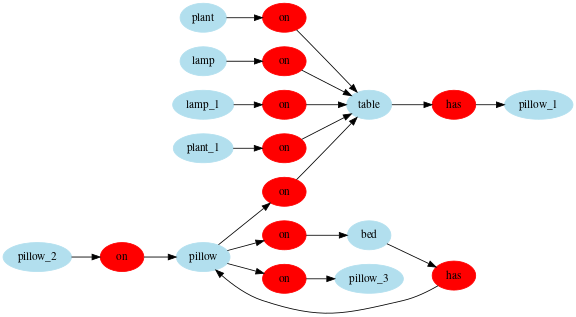 plant on
lamp on
lamp_1 on table has pillow_1
plant_1 on
on
on bed
pillow_2 on pillow
has
on pillow_3